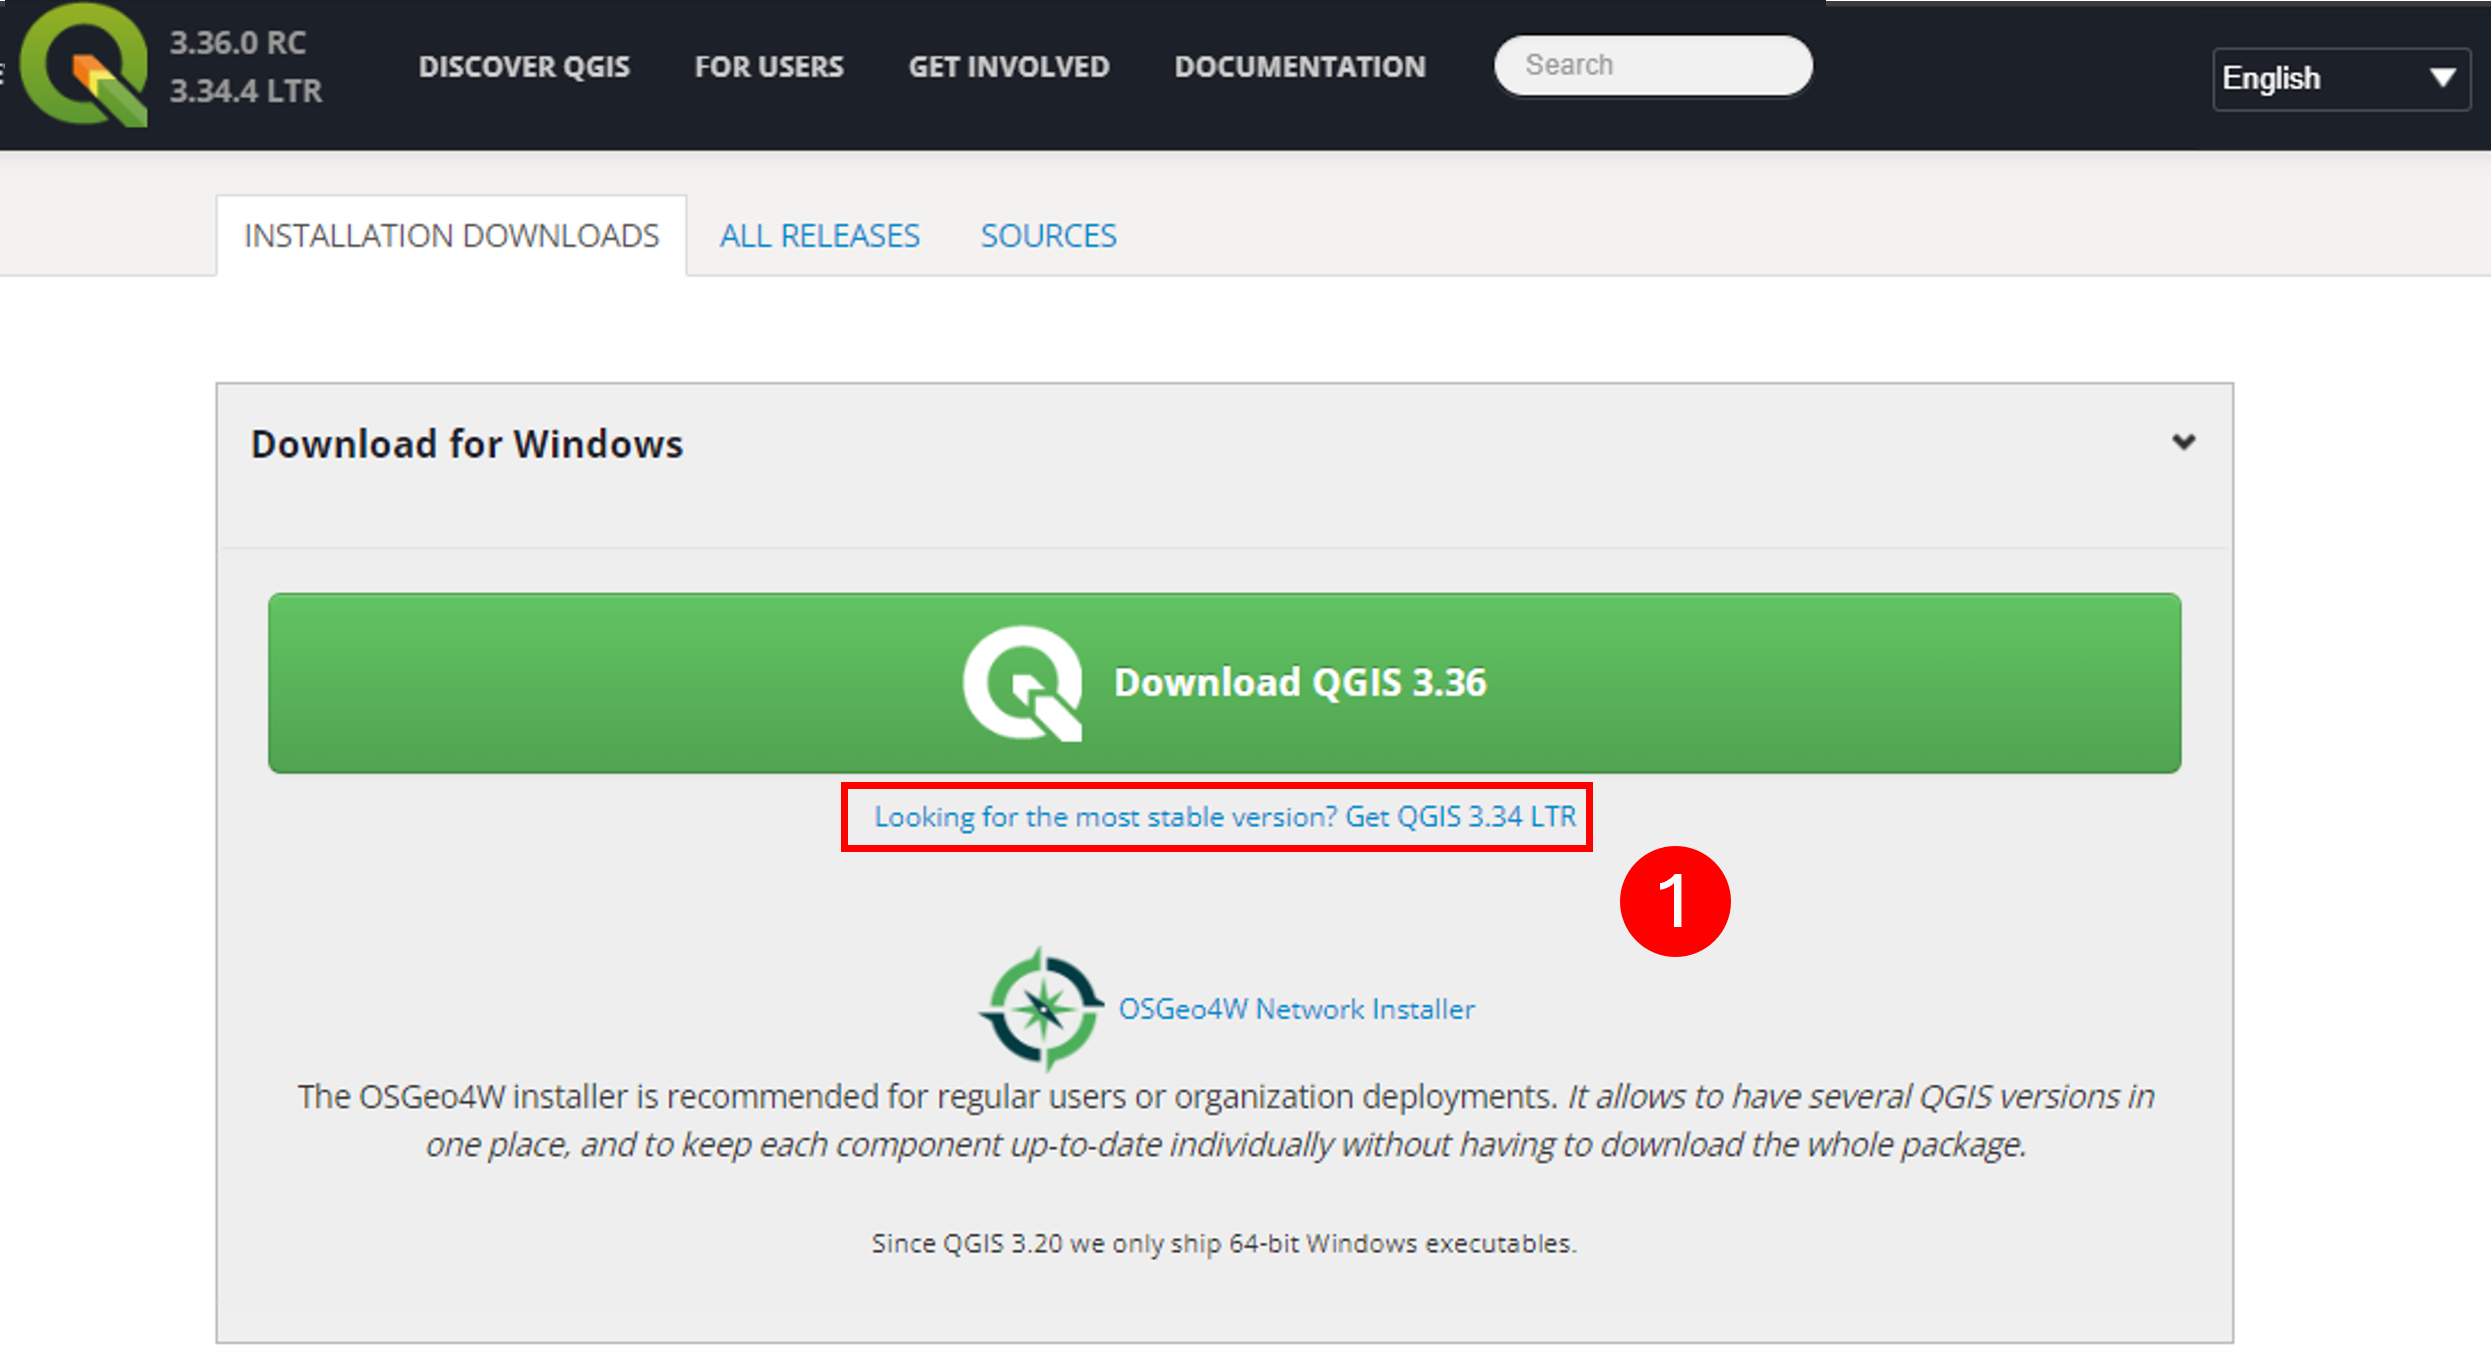 3.36.0 RC
3.34.4 LTR
DISCOVER QGIS FOR USERS GET INVOLVED DOCUMENTATION Search English
INSTALLATION DOWNLOADS ALL RELEASES SOURCES
Download for Windows
Download QGIS 3.36
Looking for the most stable version? Get QGIS 3.34 LTR
1
OSGeo4W Network Installer
The OSGeo4W installer is recommended for regular users or organization deployments. It allows to have several QGIS versions in
one place, and to keep each component up-to-date individually without having to download the whole package.
Since QGIS 3.20 we only ship 64-bit Windows executables.